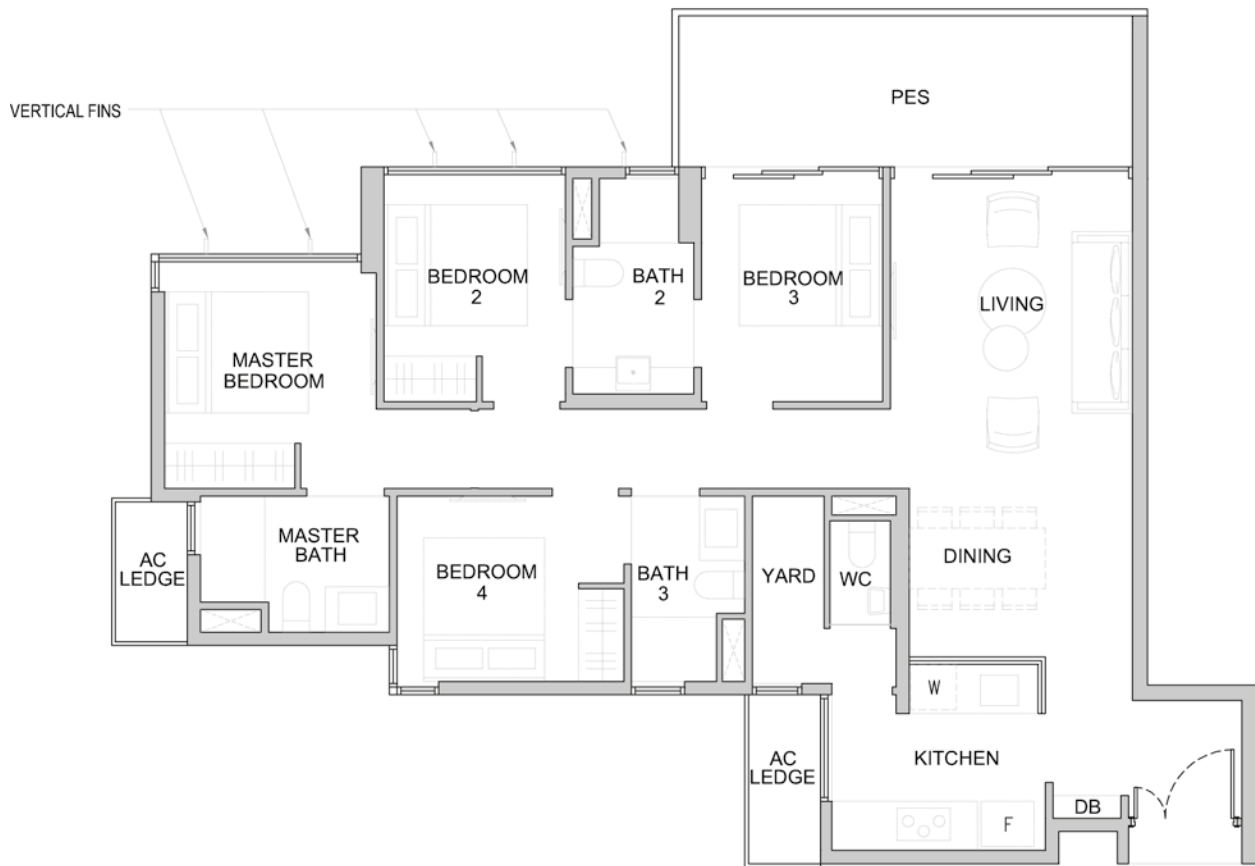 PES
VERTICAL FINS
BEDROOM
2
BATH
2
BEDROOM
3
LIVING
MASTER
BEDROOM
MASTER
BATH
AC
LEDGE
BEDROOM
4
BATH
3
YARD
WC
DINING
W
KITCHEN
AC
LEDGE
F
DB